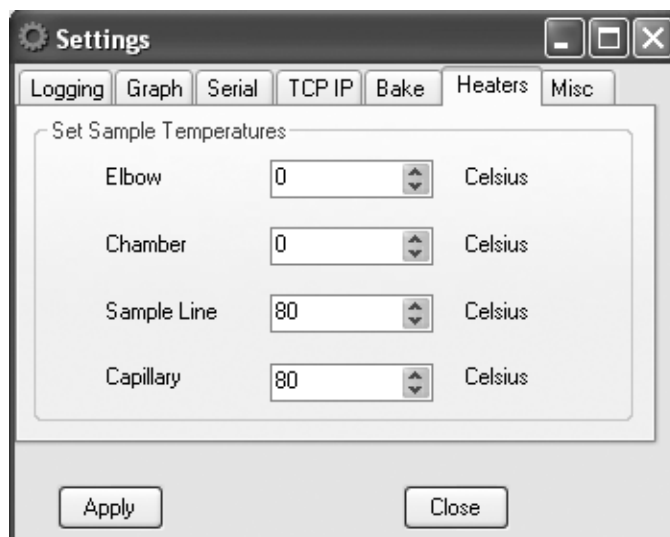 Settings
Logging Graph Serial TCP IP Bake Heaters Misc
Set Sample Temperatures
Elbow 0 Celsius
Chamber 0 Celsius
Sample Line 80 Celsius
Capillary 80 Celsius
Apply Close